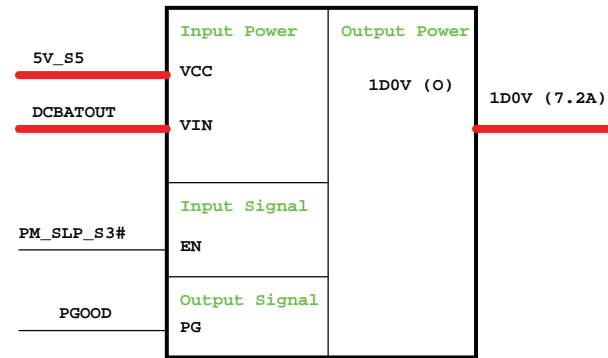 Input Power
Output Power
5V_S5
VCC
1D0V (O)
1D0V (7.2A)
DCBATOUT
VIN
Input Signal
PM_SLP_S3#
EN
Output Signal
PGOOD
PG